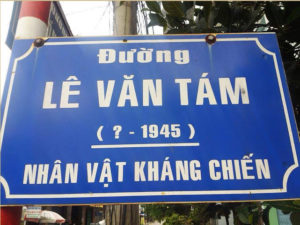 Đường
LÊ VĂN TÁM
( ? - 1945 )
NHÂN VẬT KHÁNG CHIẾN